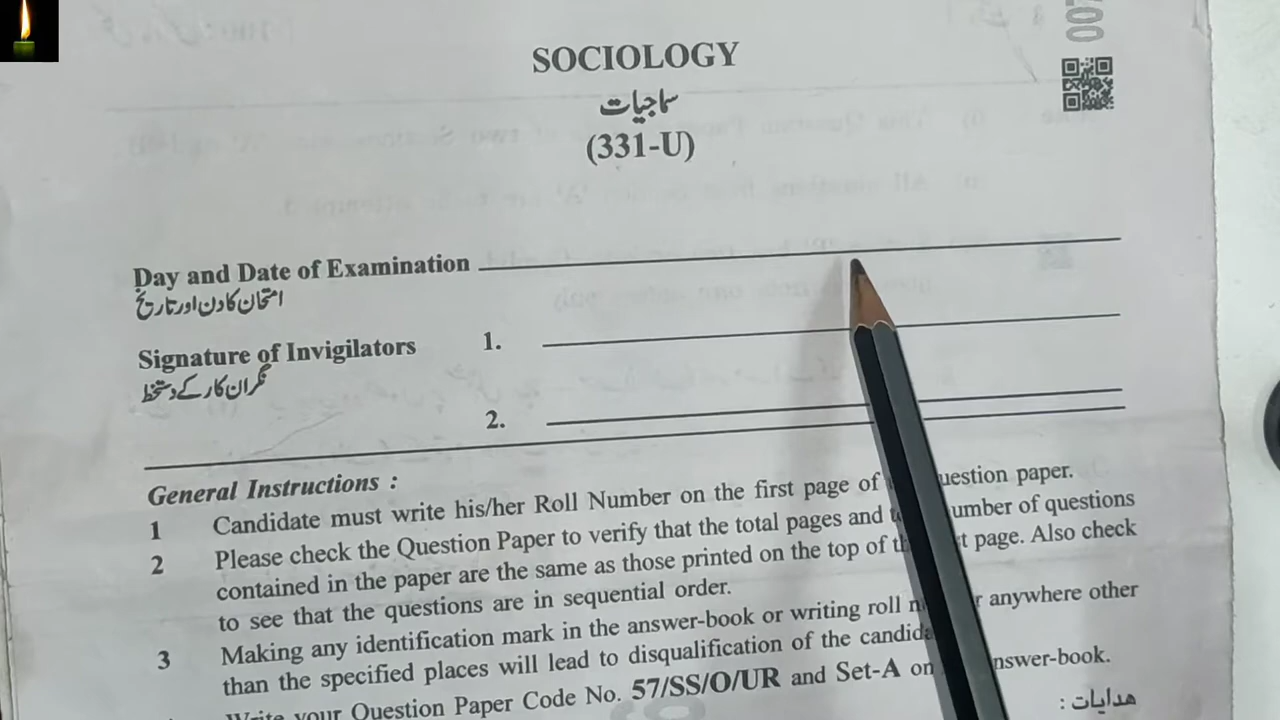 SOCIOLOGY
سماجیات
(331-U)
Day and Date of Examination
امتحان کا دن اور تاریخ
Signature of Invigilators 1.
نگران کار کے دستخط
2.
General Instructions :
1 Candidate must write his/her Roll Number on the first page of uestion paper.
2 Please check the Question Paper to verify that the total pages and umber of questions
contained in the paper are the same as those printed on the top of t page. Also check
to see that the questions are in sequential order.
3 Making any identification mark in the answer-book or writing roll anywhere other
than the specified places will lead to disqualification of the candid
Write your Question Paper Code No. 57/SS/O/UR and Set-A on nswer-book.
ھدایات :